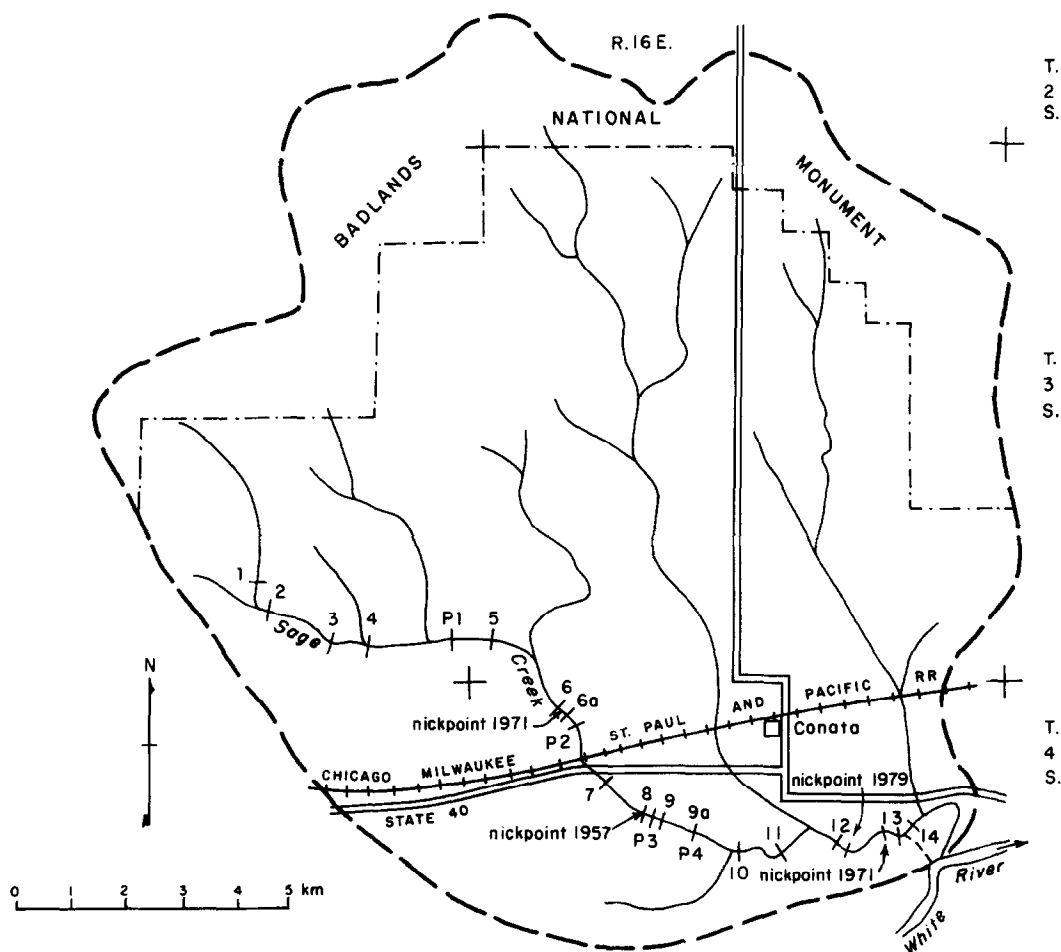 R. 16 E.
T.
2
S.
NATIONAL
BADLANDS
MONUMENT
T.
3
S.
1
2
Sage
3
4
P1
5
Creek
N
6
6a
nickpoint 1971
P2
CHICAGO MILWAUKEE ST. PAUL AND PACIFIC RR
Conata
T.
4
S.
STATE 40
7
nickpoint 1979
8
9
9a
nickpoint 1957
P3
P4
10
11
12
13
14
nickpoint 1971
White River
0 1 2 3 4 5 km